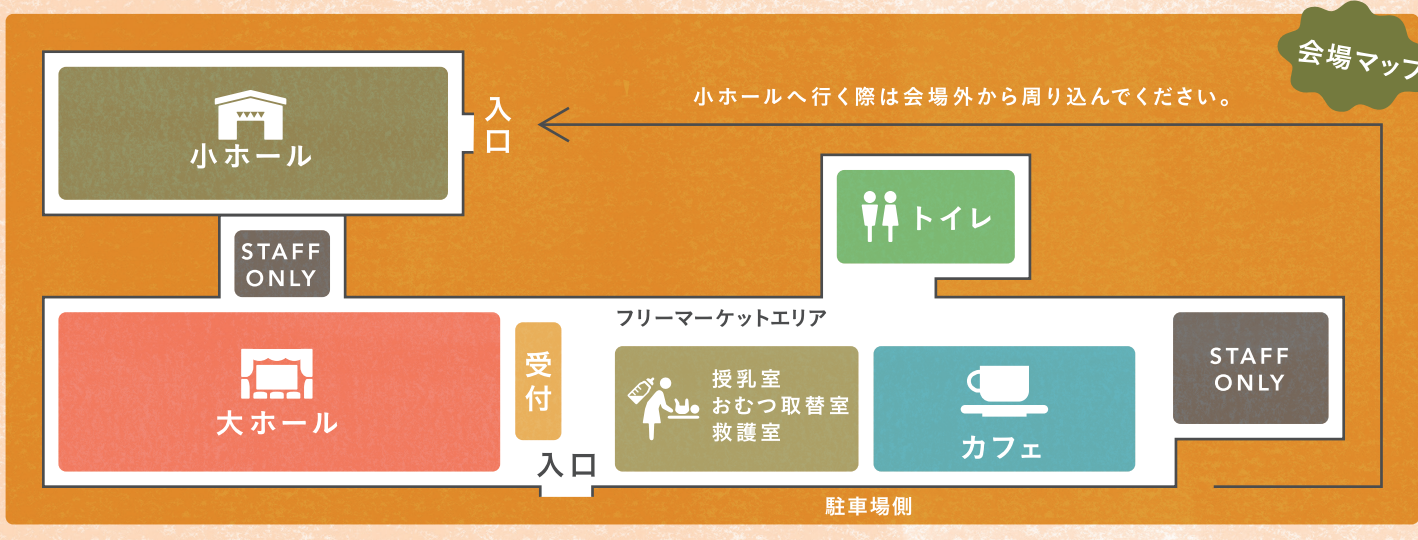 会場マップ
小ホールへ行く際は会場外から周り込んでください。
小ホール
入口
トイレ
STAFF
ONLY
フリーマーケットエリア
大ホール
受付
授乳室
おむつ取替室
救護室
カフェ
STAFF
ONLY
入口
駐車場側